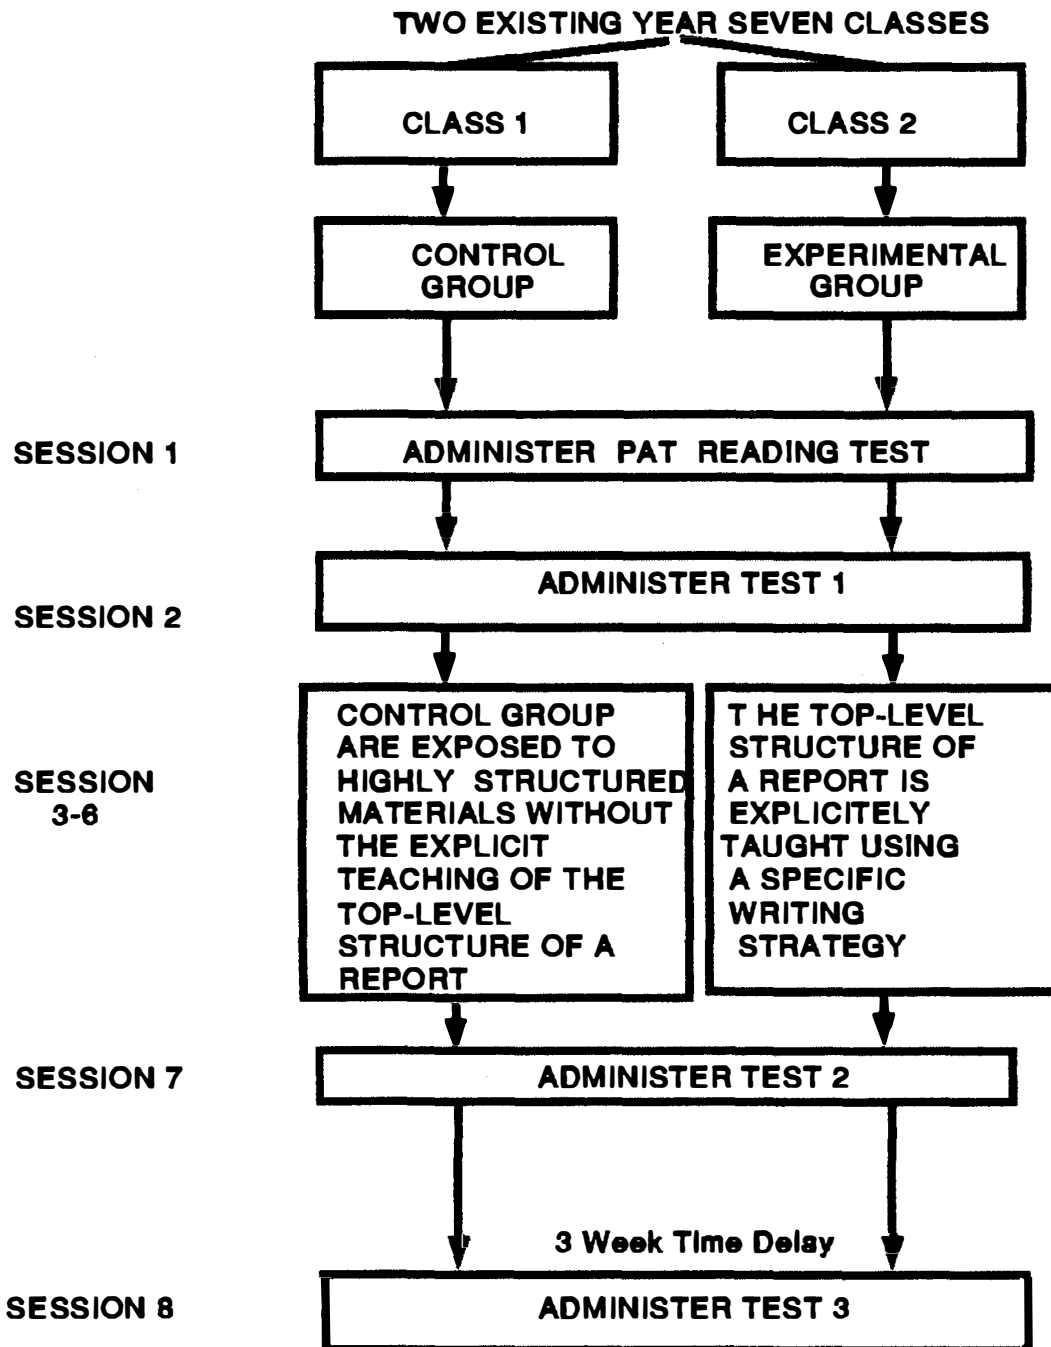 TWO EXISTING YEAR SEVEN CLASSES
CLASS 1
CLASS 2
CONTROL
GROUP
EXPERIMENTAL
GROUP
SESSION 1
ADMINISTER PAT READING TEST
ADMINISTER TEST 1
SESSION 2
SESSION
3-6
CONTROL GROUP
ARE EXPOSED TO
HIGHLY STRUCTURED
MATERIALS WITHOUT
THE EXPLICIT
TEACHING OF THE
TOP-LEVEL
STRUCTURE OF A
REPORT
T HE TOP-LEVEL
STRUCTURE OF
A REPORT IS
EXPLICITELY
TAUGHT USING
A SPECIFIC
WRITING
STRATEGY
SESSION 7
ADMINISTER TEST 2
3 Week Time Delay
SESSION 8
ADMINISTER TEST 3